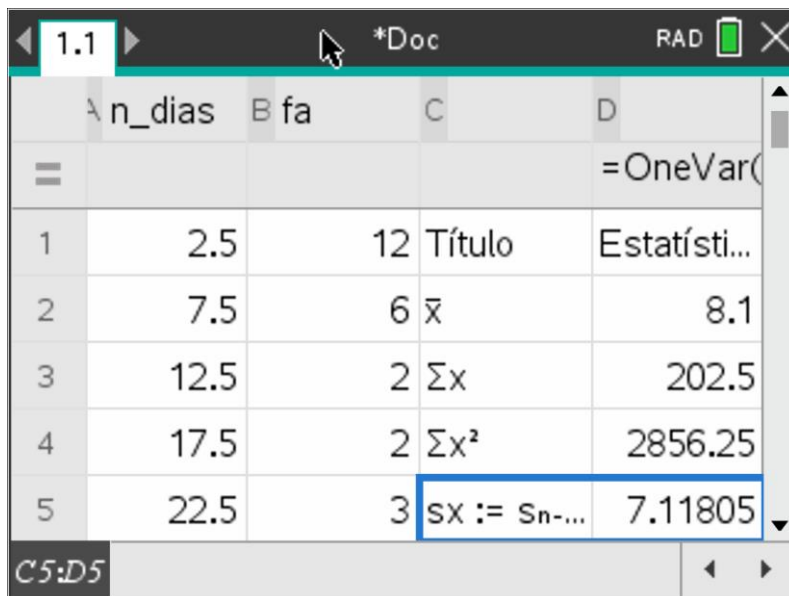 1.1 *Doc RAD
A n_dias B fa C D
=OneVar(
1 2.5 12 Título Estatísti...
2 7.5 6 x̄ 8.1
3 12.5 2 Σx 202.5
4 17.5 2 Σx² 2856.25
5 22.5 3 sx := sₙ₋... 7.11805
C5:D5